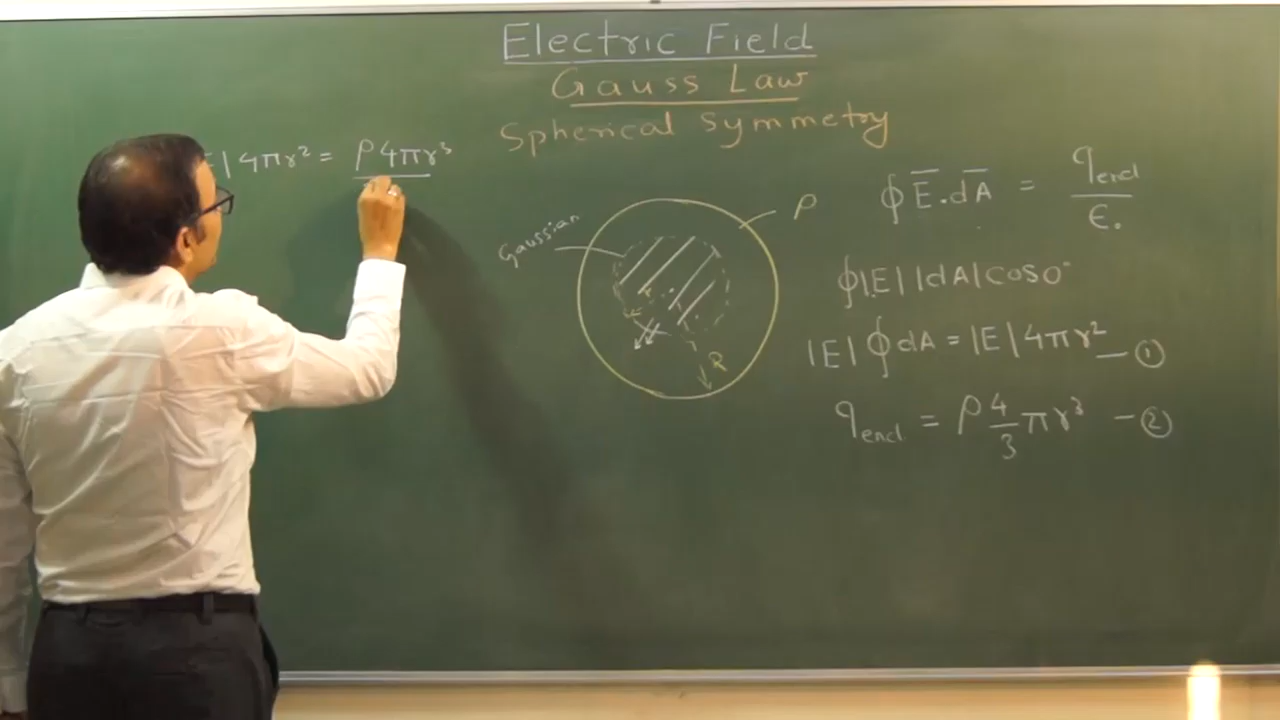 Electric Field
Gauss Law
Spherical Symmetry
E| 4πr² = ρ4πr³
Gaussian
ρ
R
∮ E̅.dA̅ = q_encl / ε₀
∮|E||dA|cos0°
|E|∮dA = |E|4πr² — ①
q_encl. = ρ 4/3 πr³ — ②